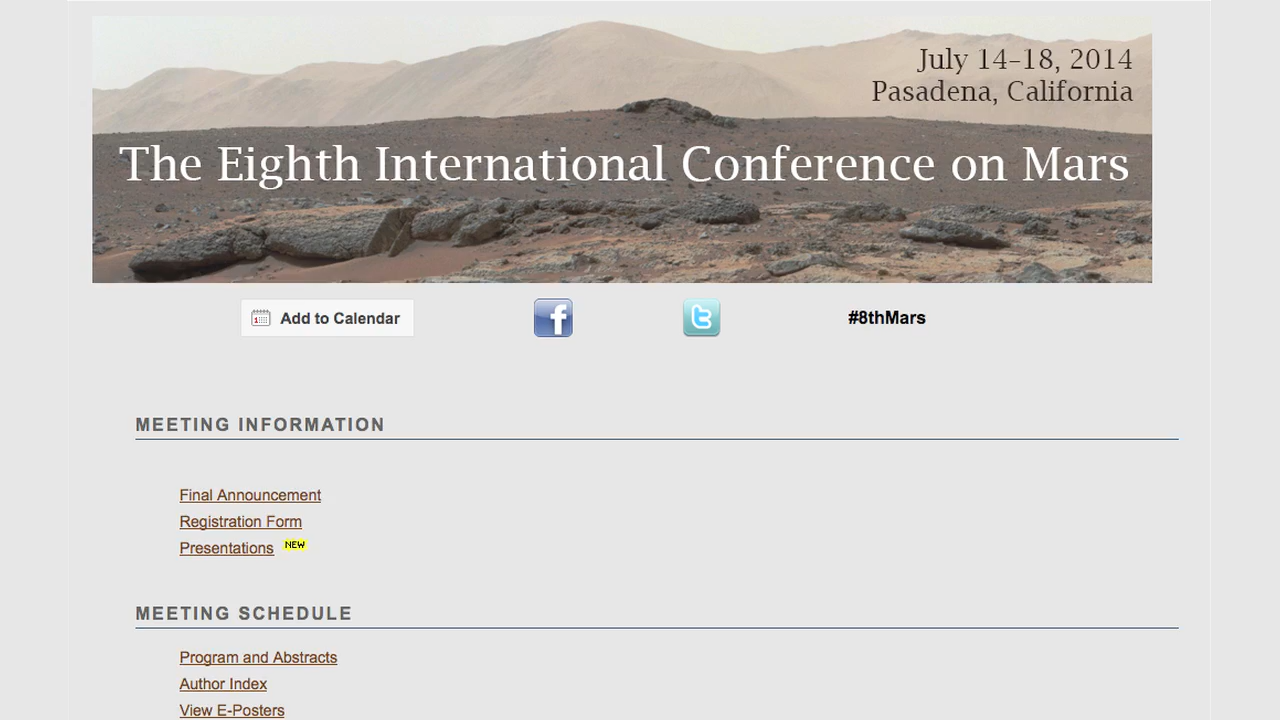 July 14–18, 2014
Pasadena, California
The Eighth International Conference on Mars
Add to Calendar
#8thMars
MEETING INFORMATION
Final Announcement
Registration Form
Presentations NEW
MEETING SCHEDULE
Program and Abstracts
Author Index
View E-Posters